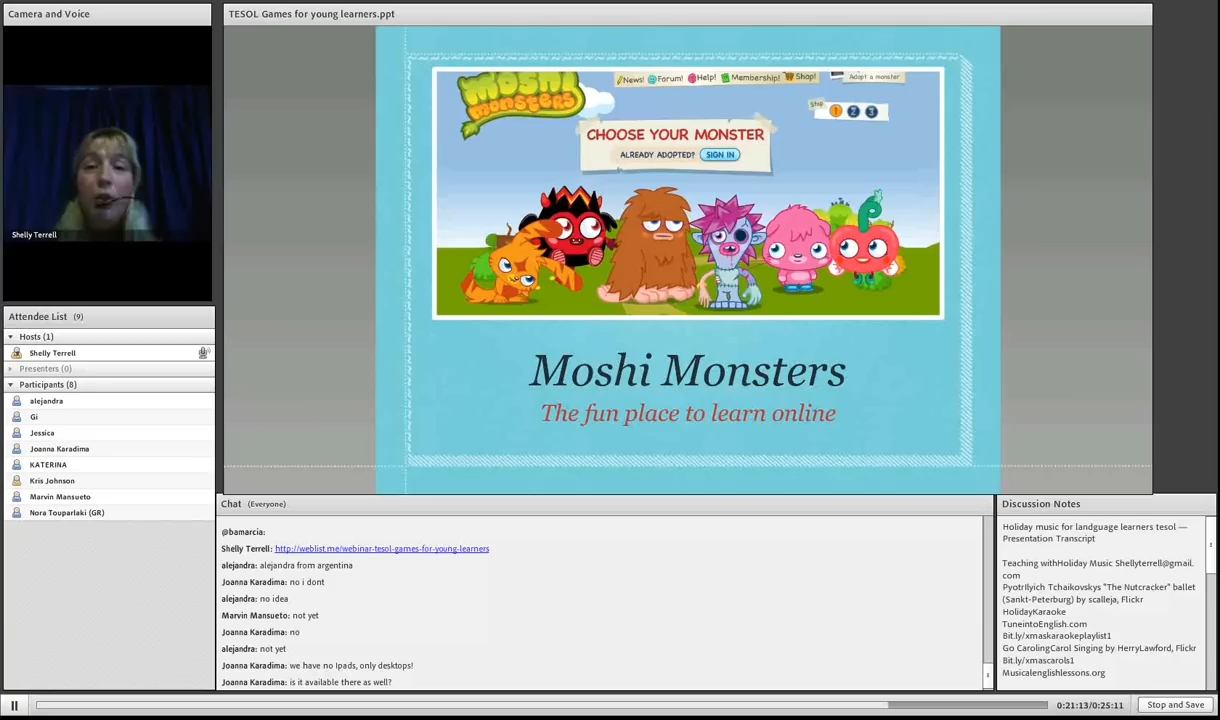 Camera and Voice
Shelly Terrell
Attendee List (9)
Hosts (1)
Shelly Terrell
Presenters (0)
Participants (8)
alejandra
Gi
Jessica
Joanna Karadima
KATERINA
Kris Johnson
Marvin Mansueto
Nora Touparlaki (GR)
TESOL Games for young learners.ppt
MOSHI
MONSTERS
News! Forum! Help! Membership! Shop!
Adopt a monster
Step 1 2 3
CHOOSE YOUR MONSTER
ALREADY ADOPTED? SIGN IN
Moshi Monsters
The fun place to learn online
Chat (Everyone)
@bamarcia:
Shelly Terrell: http://weblist.me/webinar-tesol-games-for-young-learners
alejandra: alejandra from argentina
Joanna Karadima: no i dont
alejandra: no idea
Marvin Mansueto: not yet
Joanna Karadima: no
alejandra: not yet
Joanna Karadima: we have no Ipads, only desktops!
Joanna Karadima: is it available there as well?
Discussion Notes
Holiday music for landguage learners tesol —
Presentation Transcript
Teaching withHoliday Music Shellyterrell@gmail.
com
PyotrIlyich Tchaikovskys "The Nutcracker" ballet
(Sankt-Peterburg) by scalleja, Flickr
HolidayKaraoke
TuneintoEnglish.com
Bit.ly/xmaskaraokeplaylist1
Go CarolingCarol Singing by HerryLawford, Flickr
Bit.ly/xmascarols1
Musicalenglishlessons.org
0:21:13/0:25:11
Stop and Save